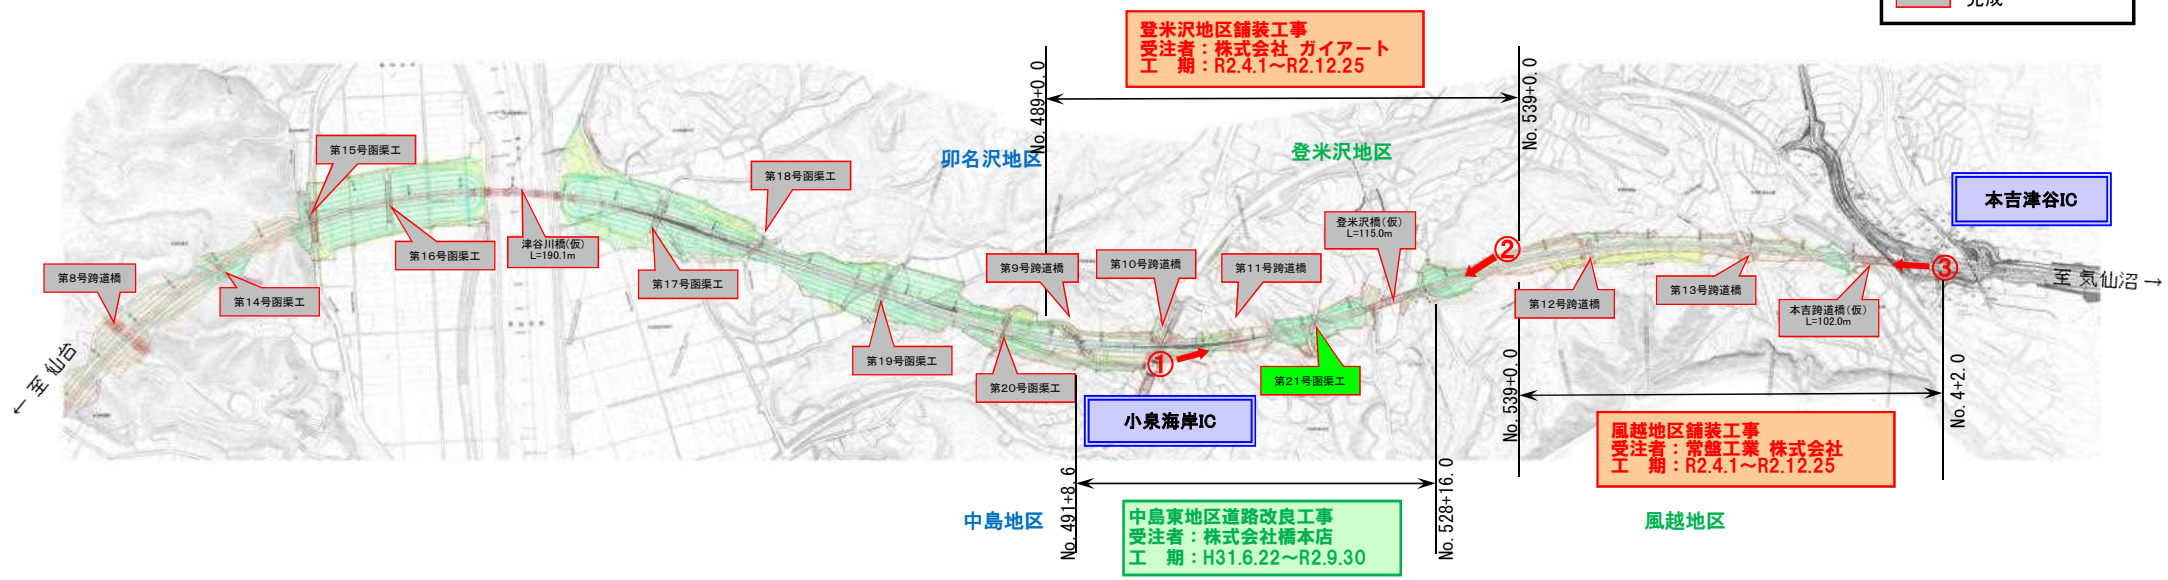 完成
登米沢地区舗装工事
受注者：株式会社 ガイアート
工　期：R2.4.1～R2.12.25
No. 489+0.0
No. 539+0.0
卯名沢地区
登米沢地区
第15号函渠工
第18号函渠工
本吉津谷IC
第16号函渠工
津谷川橋(仮)
L=190.1m
第17号函渠工
第8号跨道橋
第14号函渠工
第9号跨道橋
第10号跨道橋
第11号跨道橋
登米沢橋(仮)
L=115.0m
②
③
第12号跨道橋
第13号跨道橋
本吉跨道橋(仮)
L=102.0m
至 気仙沼 →
← 至 仙台
第19号函渠工
第20号函渠工
①
第21号函渠工
小泉海岸IC
No. 539+0.0
No. 4+2.0
風越地区舗装工事
受注者：常盤工業 株式会社
工　期：R2.4.1～R2.12.25
中島地区
No. 491+8.6
No. 528+16.0
中島東地区道路改良工事
受注者：株式会社橋本店
工　期：H31.6.22～R2.9.30
風越地区